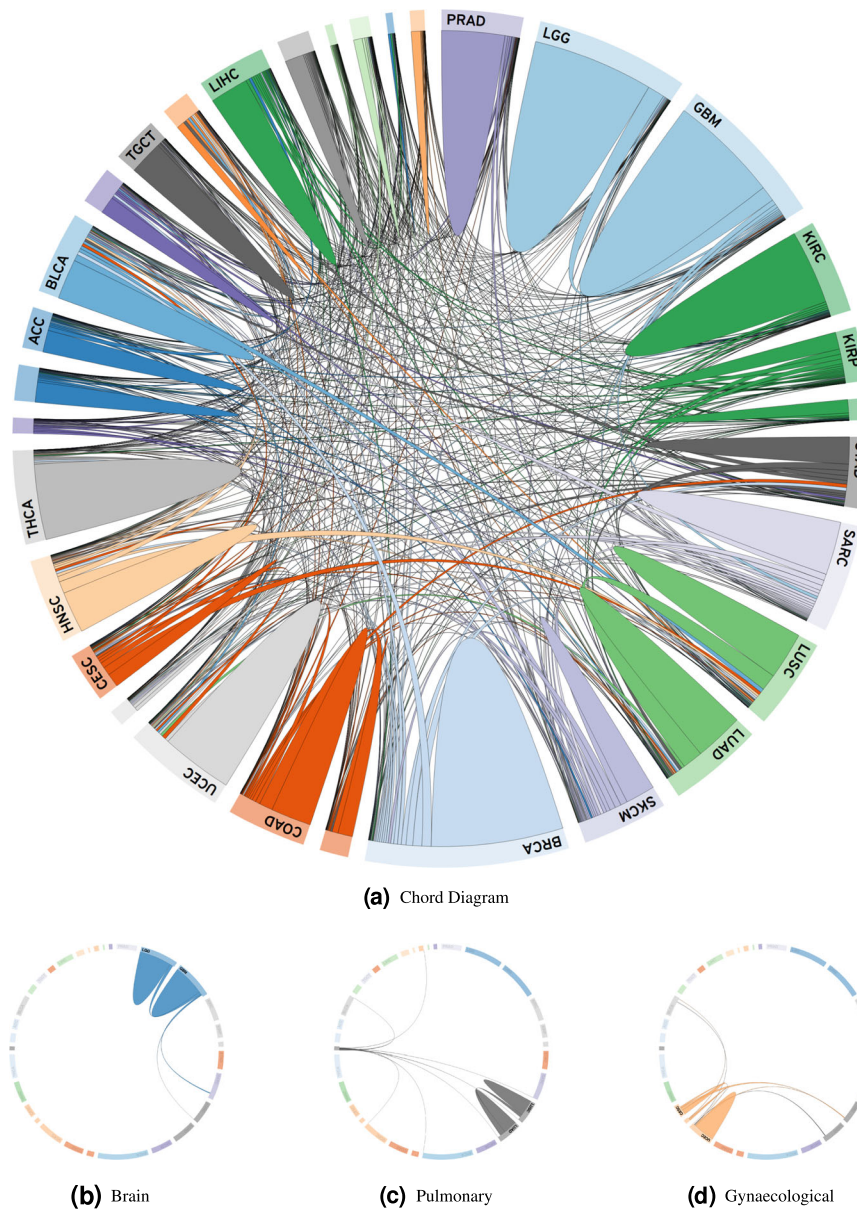 PRAD
LGG
GBM
LIHC
TGCT
KIRC
BLCA
KIRP
ACC
THCA
SARC
HNSC
LUSC
CESC
LUAD
UCEC
SKCM
COAD
BRCA
(a) Chord Diagram
(b) Brain
(c) Pulmonary
(d) Gynaecological